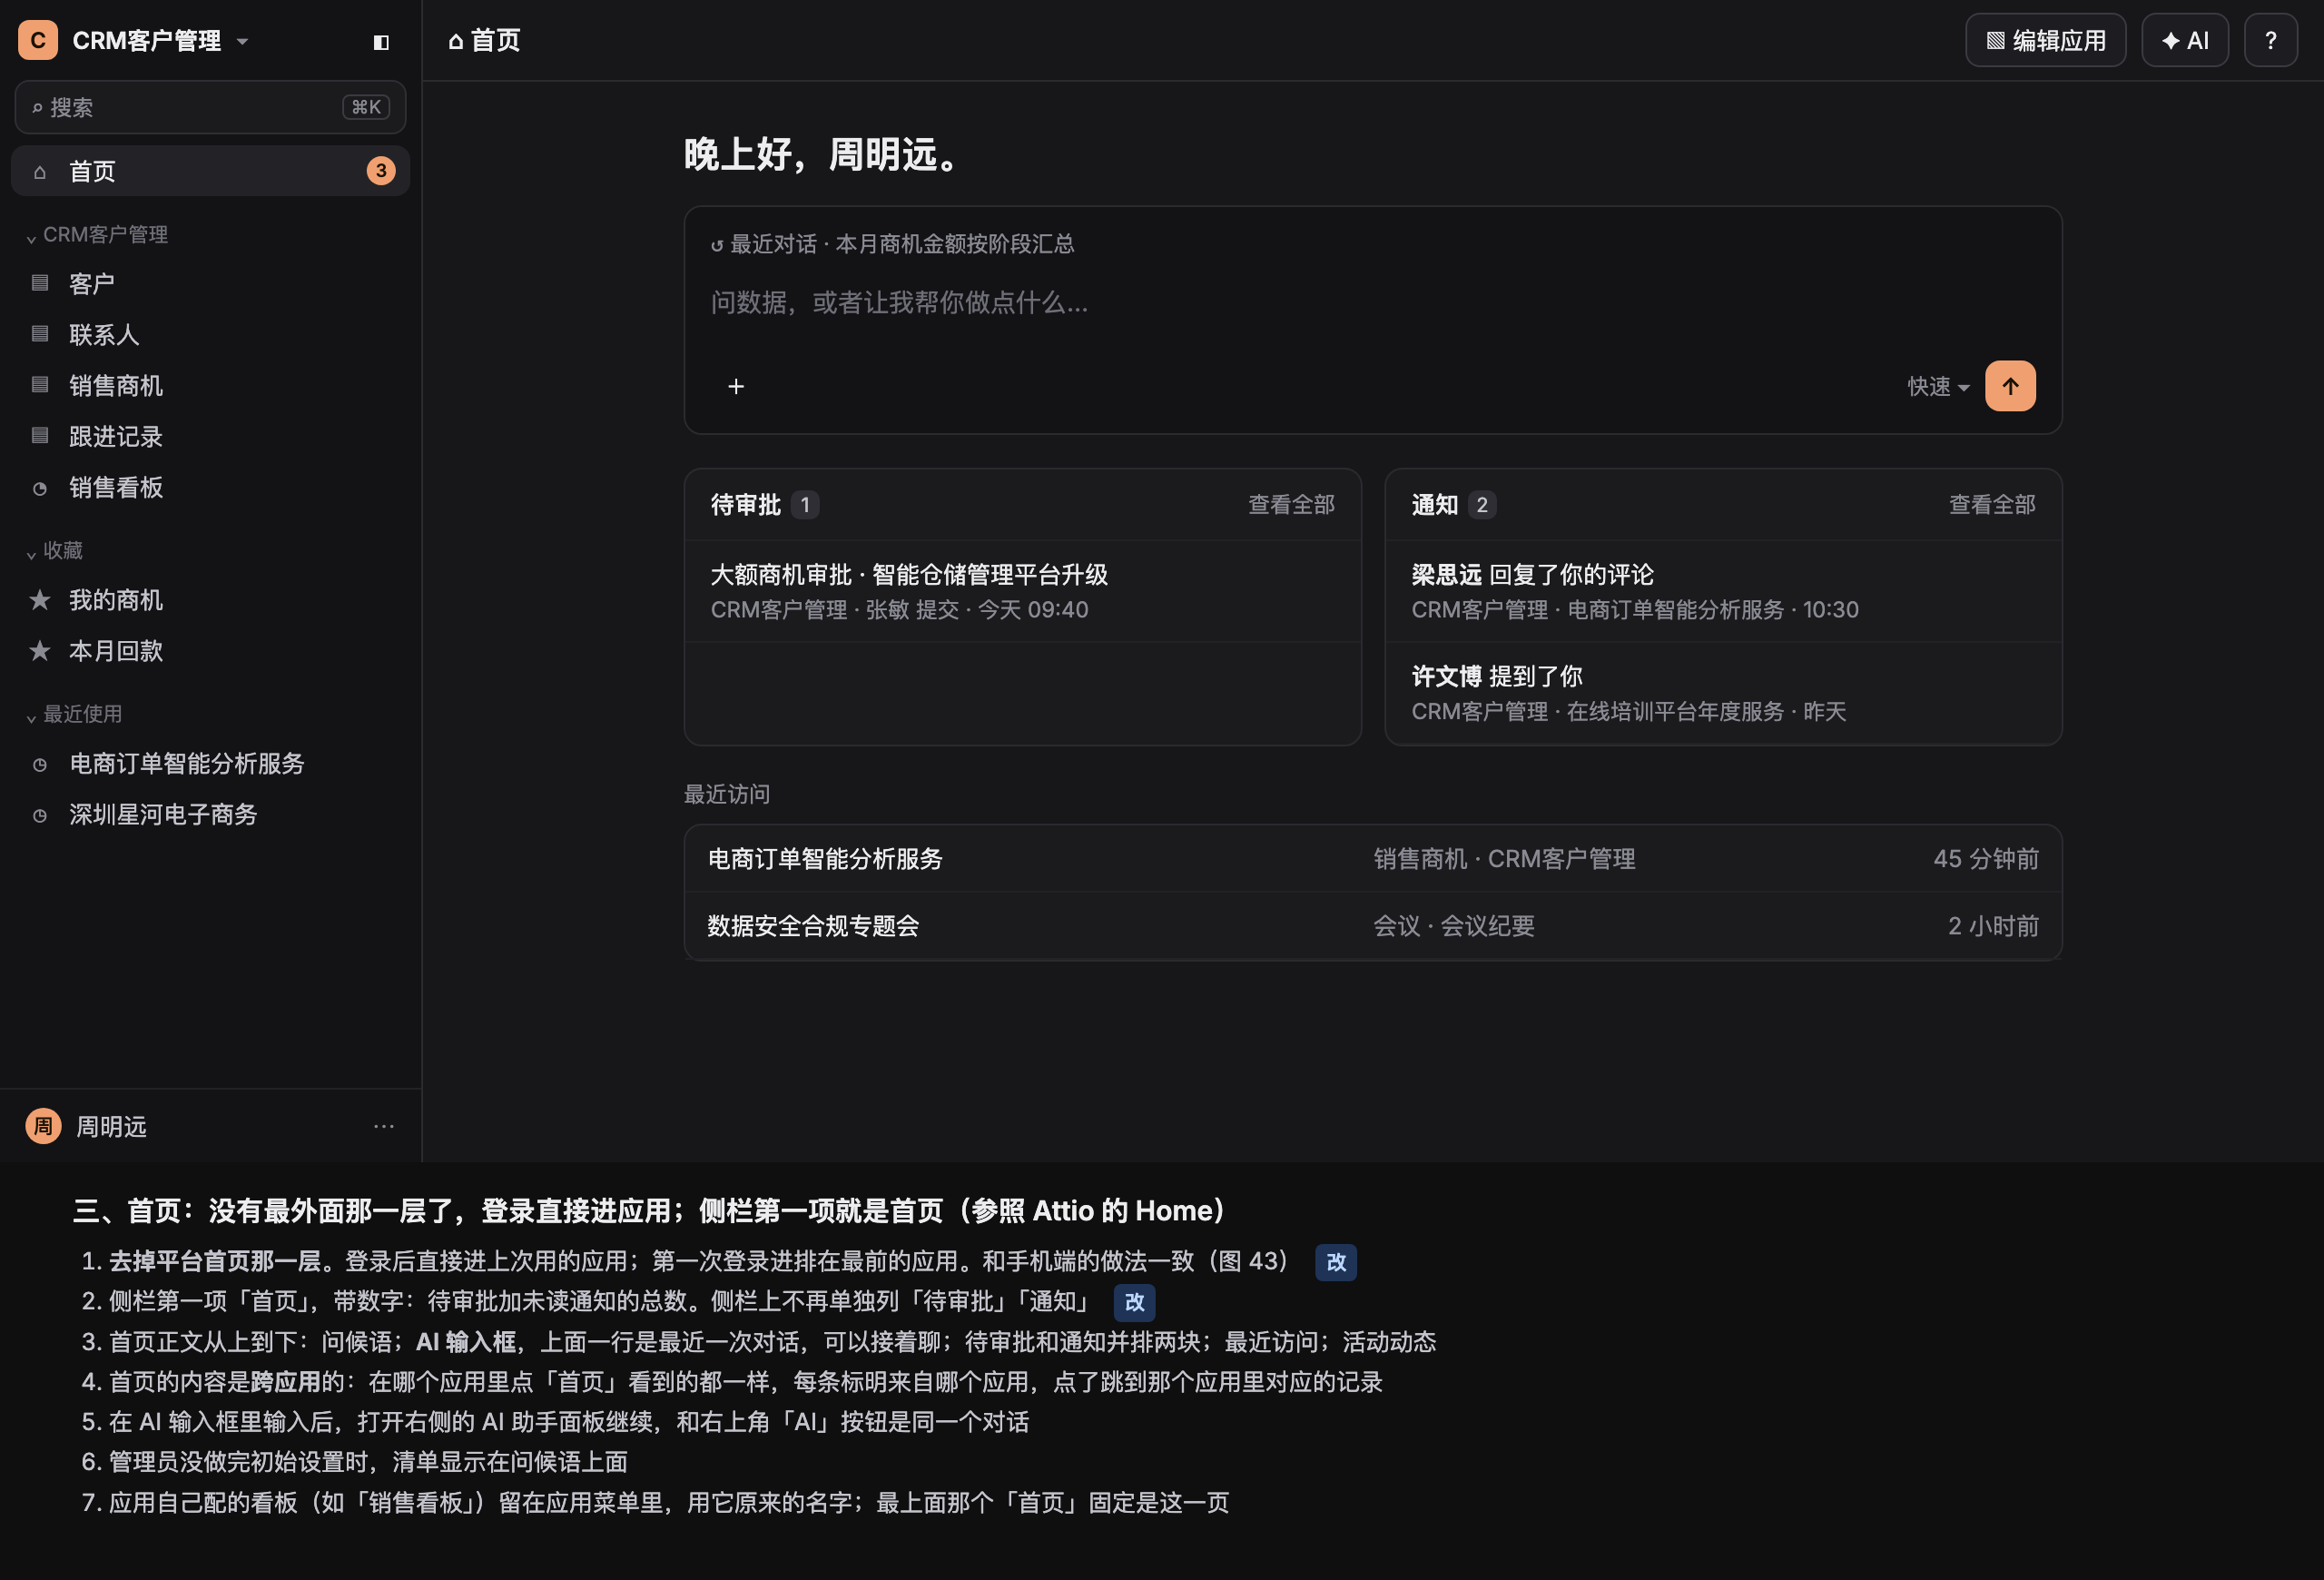 C CRM客户管理
搜索 ⌘K
首页 3
CRM客户管理
客户
联系人
销售商机
跟进记录
销售看板
收藏
我的商机
本月回款
最近使用
电商订单智能分析服务
深圳星河电子商务
周 周明远 ...
首页
编辑应用 AI ?
晚上好，周明远。
最近对话 · 本月商机金额按阶段汇总
问数据，或者让我帮你做点什么...
+ 快速 ↑
待审批 1 查看全部
大额商机审批 · 智能仓储管理平台升级
CRM客户管理 · 张敏 提交 · 今天 09:40
通知 2 查看全部
梁思远 回复了你的评论
CRM客户管理 · 电商订单智能分析服务 · 10:30
许文博 提到了你
CRM客户管理 · 在线培训平台年度服务 · 昨天
最近访问
电商订单智能分析服务 销售商机 · CRM客户管理 45 分钟前
数据安全合规专题会 会议 · 会议纪要 2 小时前
三、首页：没有最外面那一层了，登录直接进应用；侧栏第一项就是首页（参照 Attio 的 Home）
1. 去掉平台首页那一层。登录后直接进上次用的应用；第一次登录进排在最前的应用。和手机端的做法一致（图 43） 改
2. 侧栏第一项「首页」，带数字：待审批加未读通知的总数。侧栏上不再单独列「待审批」「通知」 改
3. 首页正文从上到下：问候语；AI 输入框，上面一行是最近一次对话，可以接着聊；待审批和通知并排两块；最近访问；活动动态
4. 首页的内容是跨应用的：在哪个应用里点「首页」看到的都一样，每条标明来自哪个应用，点了跳到那个应用里对应的记录
5. 在 AI 输入框里输入后，打开右侧的 AI 助手面板继续，和右上角「AI」按钮是同一个对话
6. 管理员没做完初始设置时，清单显示在问候语上面
7. 应用自己配的看板（如「销售看板」）留在应用菜单里，用它原来的名字；最上面那个「首页」固定是这一页